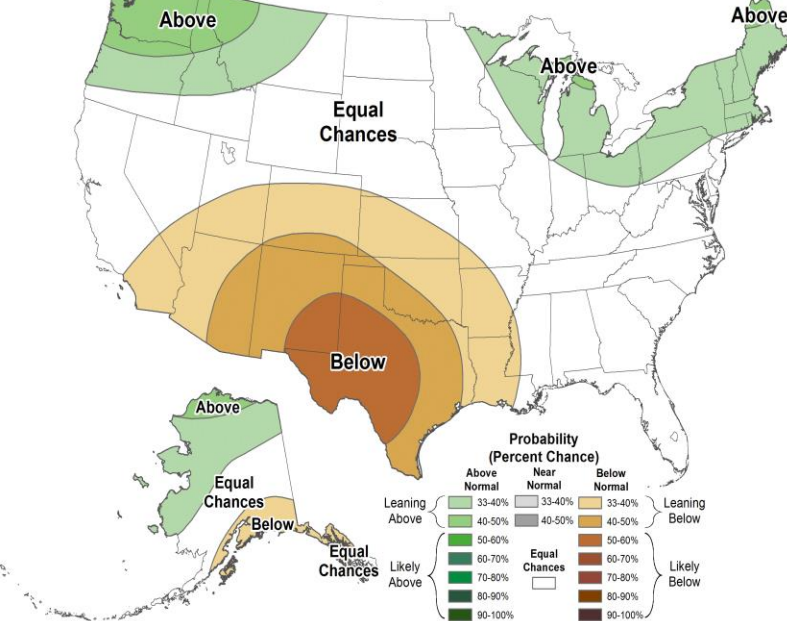 Above
Above
Above
Equal
Chances
Below
Above
Equal
Chances
Below
Equal
Chances
Probability
(Percent Chance)
Above
Normal
Near
Normal
Below
Normal
Leaning
Above
33-40%
33-40%
33-40%
Leaning
Below
40-50%
40-50%
40-50%
Likely
Above
50-60%
50-60%
60-70%
60-70%
Equal
Chances
70-80%
70-80%
Likely
Below
80-90%
80-90%
90-100%
90-100%